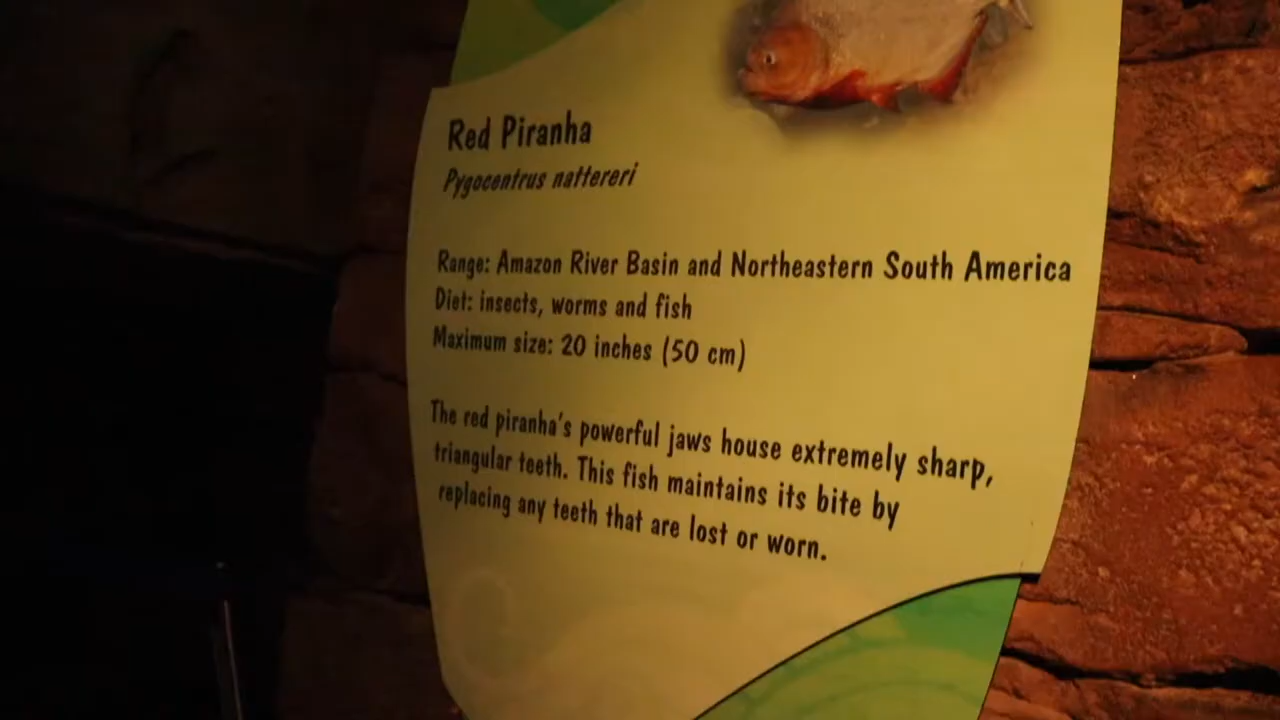 Red Piranha
Pygocentrus nattereri
Range: Amazon River Basin and Northeastern South America
Diet: insects, worms and fish
Maximum size: 20 inches (50 cm)
The red piranha's powerful jaws house extremely sharp,
triangular teeth. This fish maintains its bite by
replacing any teeth that are lost or worn.